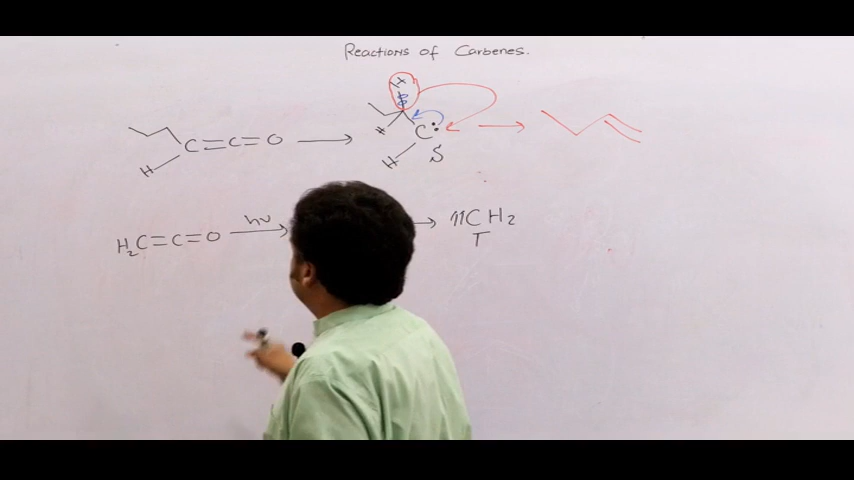 Reactions of Carbenes.
H
H C=C=O → H C: H S →
H₂C=C=O hν → → ↿↿CH₂
T